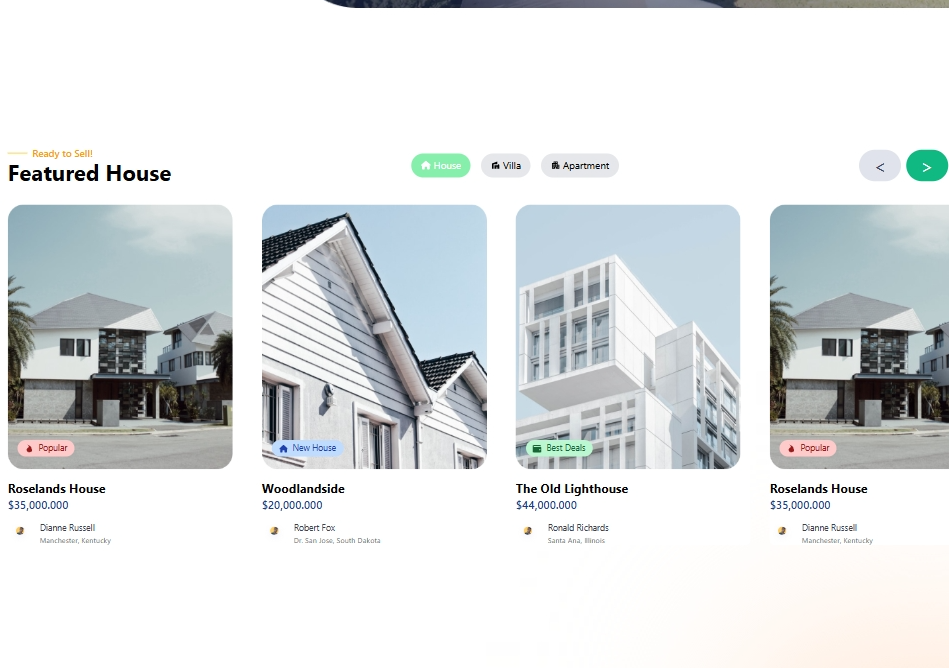 Ready to Sell!
Featured House
House
Villa
Apartment
<
>
Popular
New House
Best Deals
Popular
Roselands House
$35,000.000
Dianne Russell
Manchester, Kentucky
Woodlandside
$20,000.000
Robert Fox
Dr. San Jose, South Dakota
The Old Lighthouse
$44,000.000
Ronald Richards
Santa Ana, Illinois
Roselands House
$35,000.000
Dianne Russell
Manchester, Kentucky